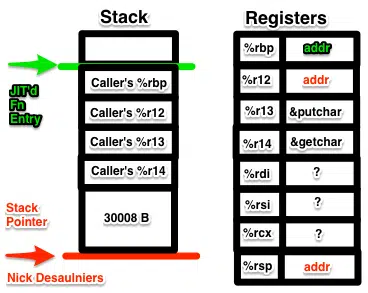 Stack
Registers
JIT'd
Fn
Entry
Caller's %rbp
Caller's %r12
Caller's %r13
Caller's %r14
30008 B
Stack
Pointer
Nick Desaulniers
%rbp addr
%r12 addr
%r13 &putchar
%r14 &getchar
%rdi ?
%rsi ?
%rcx ?
%rsp addr